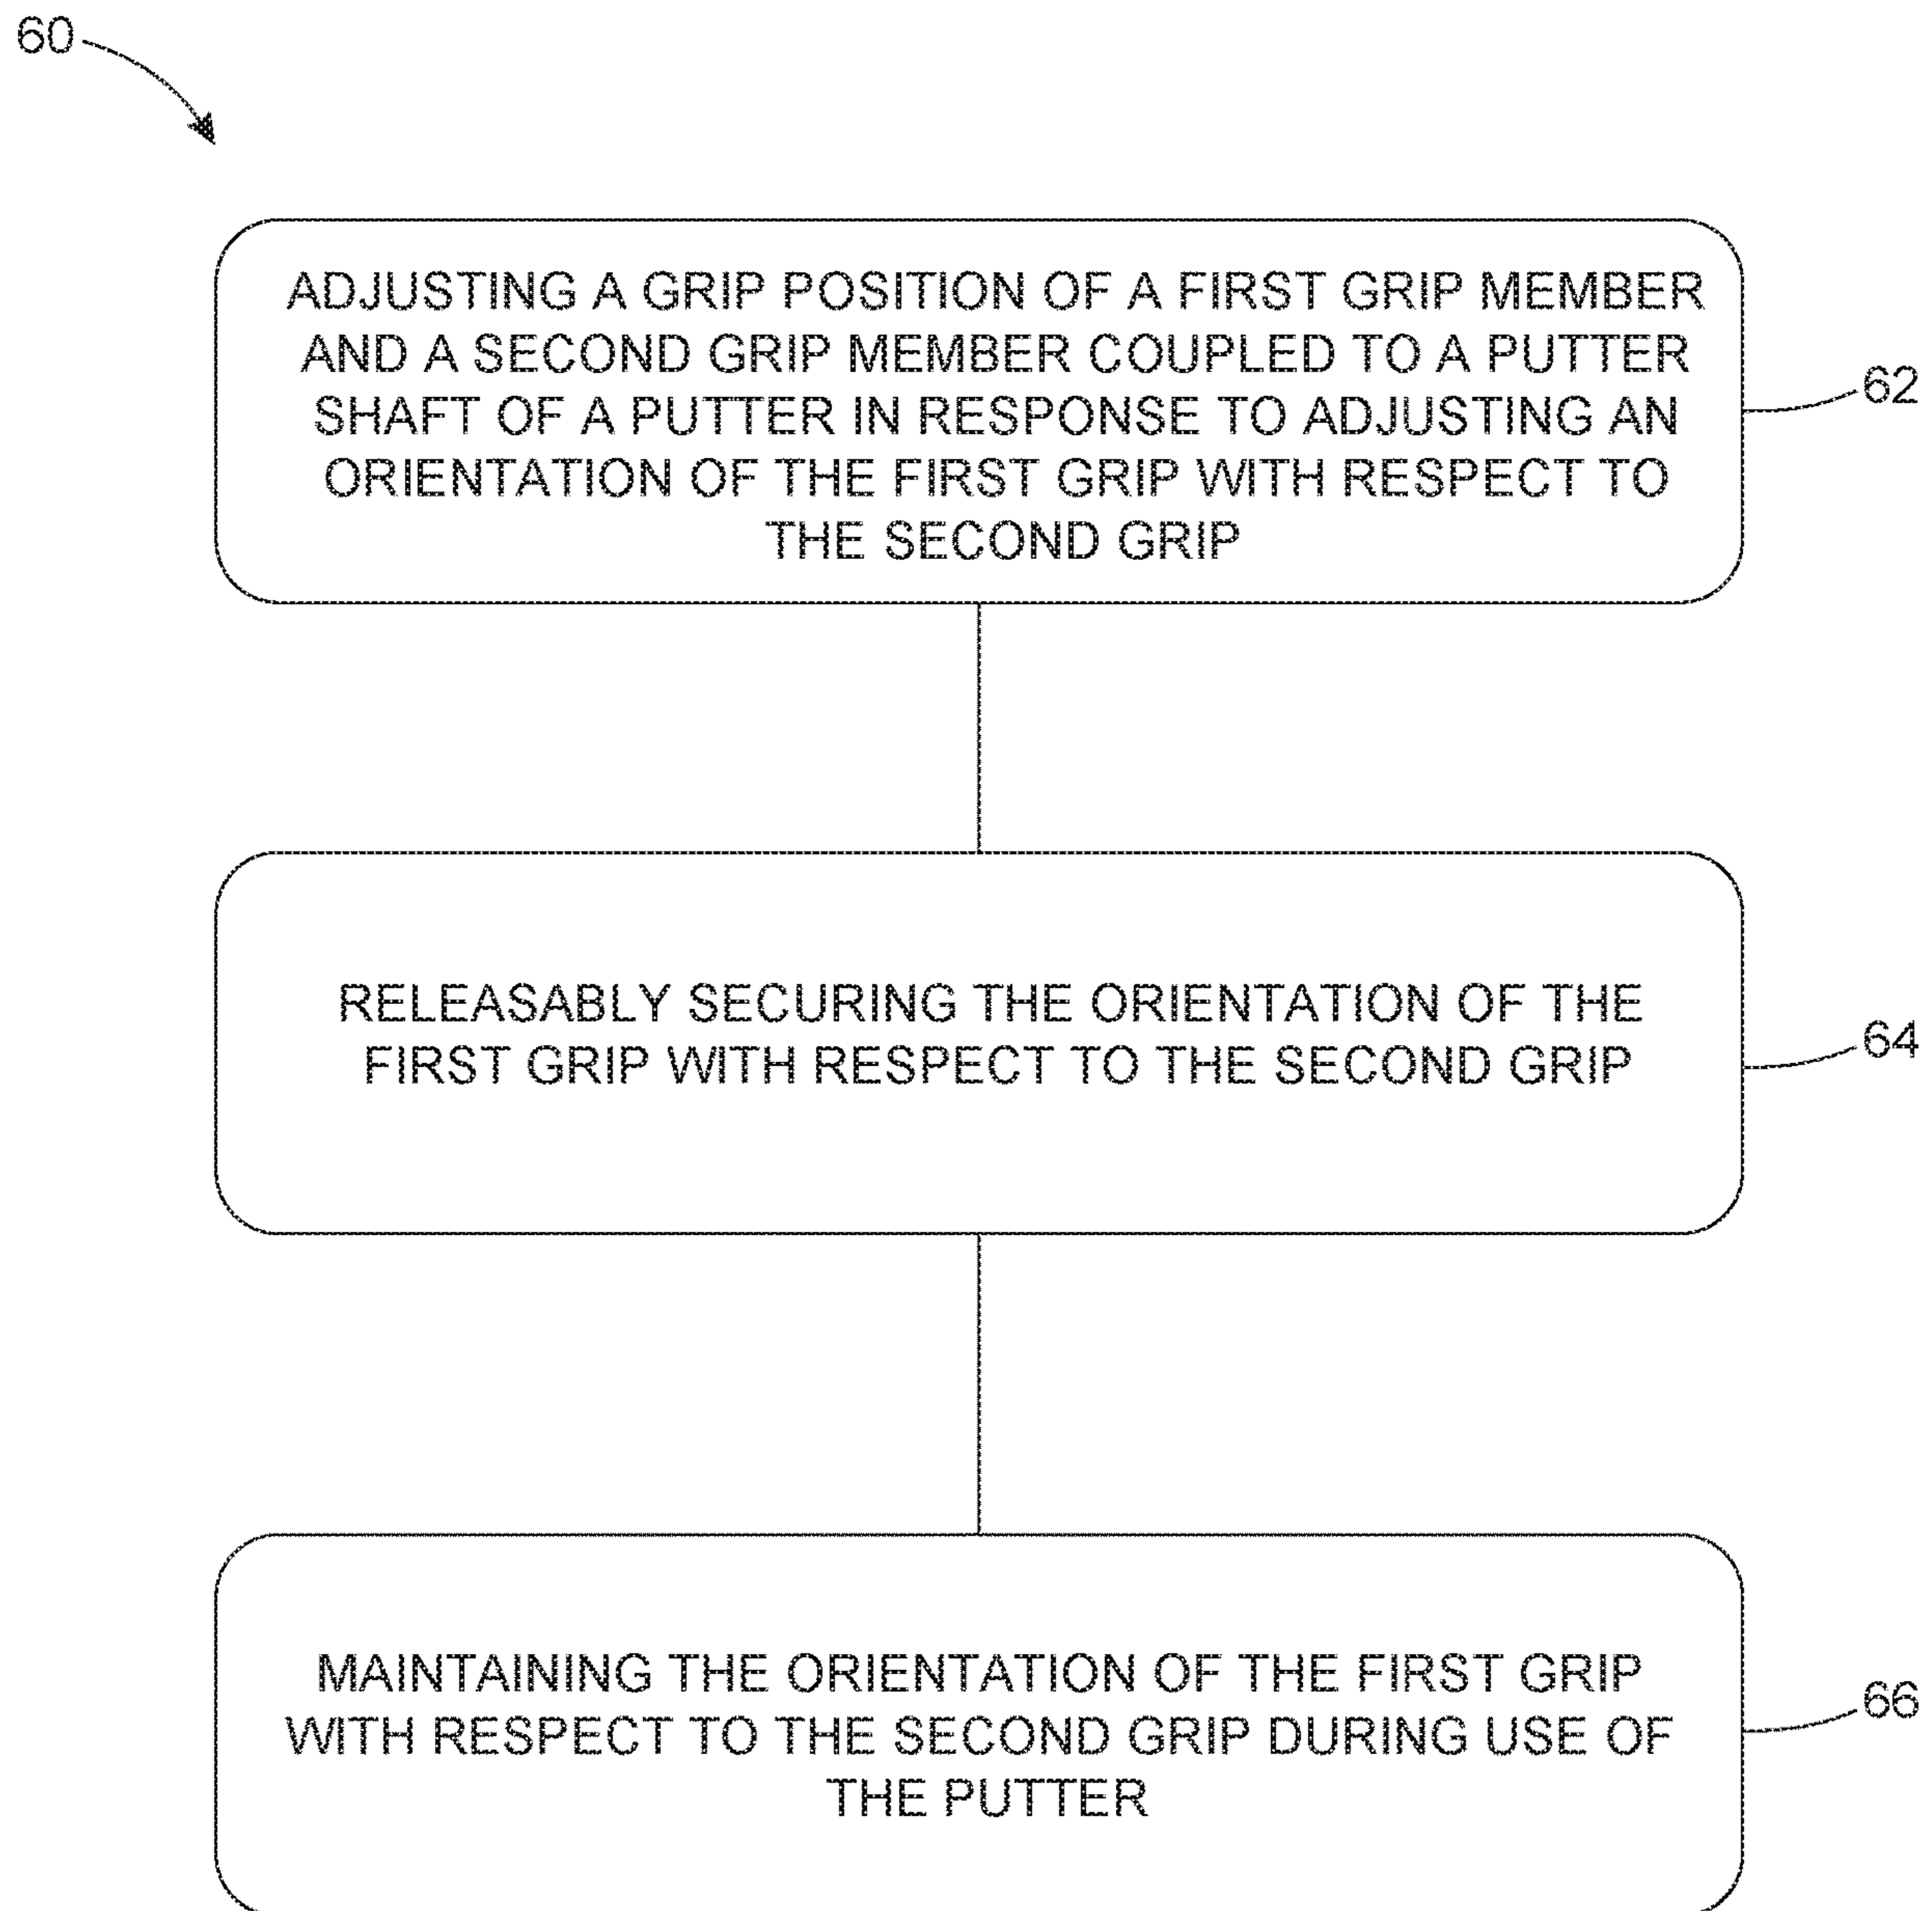 60
ADJUSTING A GRIP POSITION OF A FIRST GRIP MEMBER
AND A SECOND GRIP MEMBER COUPLED TO A PUTTER
SHAFT OF A PUTTER IN RESPONSE TO ADJUSTING AN
ORIENTATION OF THE FIRST GRIP WITH RESPECT TO
THE SECOND GRIP
62
RELEASABLY SECURING THE ORIENTATION OF THE
FIRST GRIP WITH RESPECT TO THE SECOND GRIP
64
MAINTAINING THE ORIENTATION OF THE FIRST GRIP
WITH RESPECT TO THE SECOND GRIP DURING USE OF
THE PUTTER
66